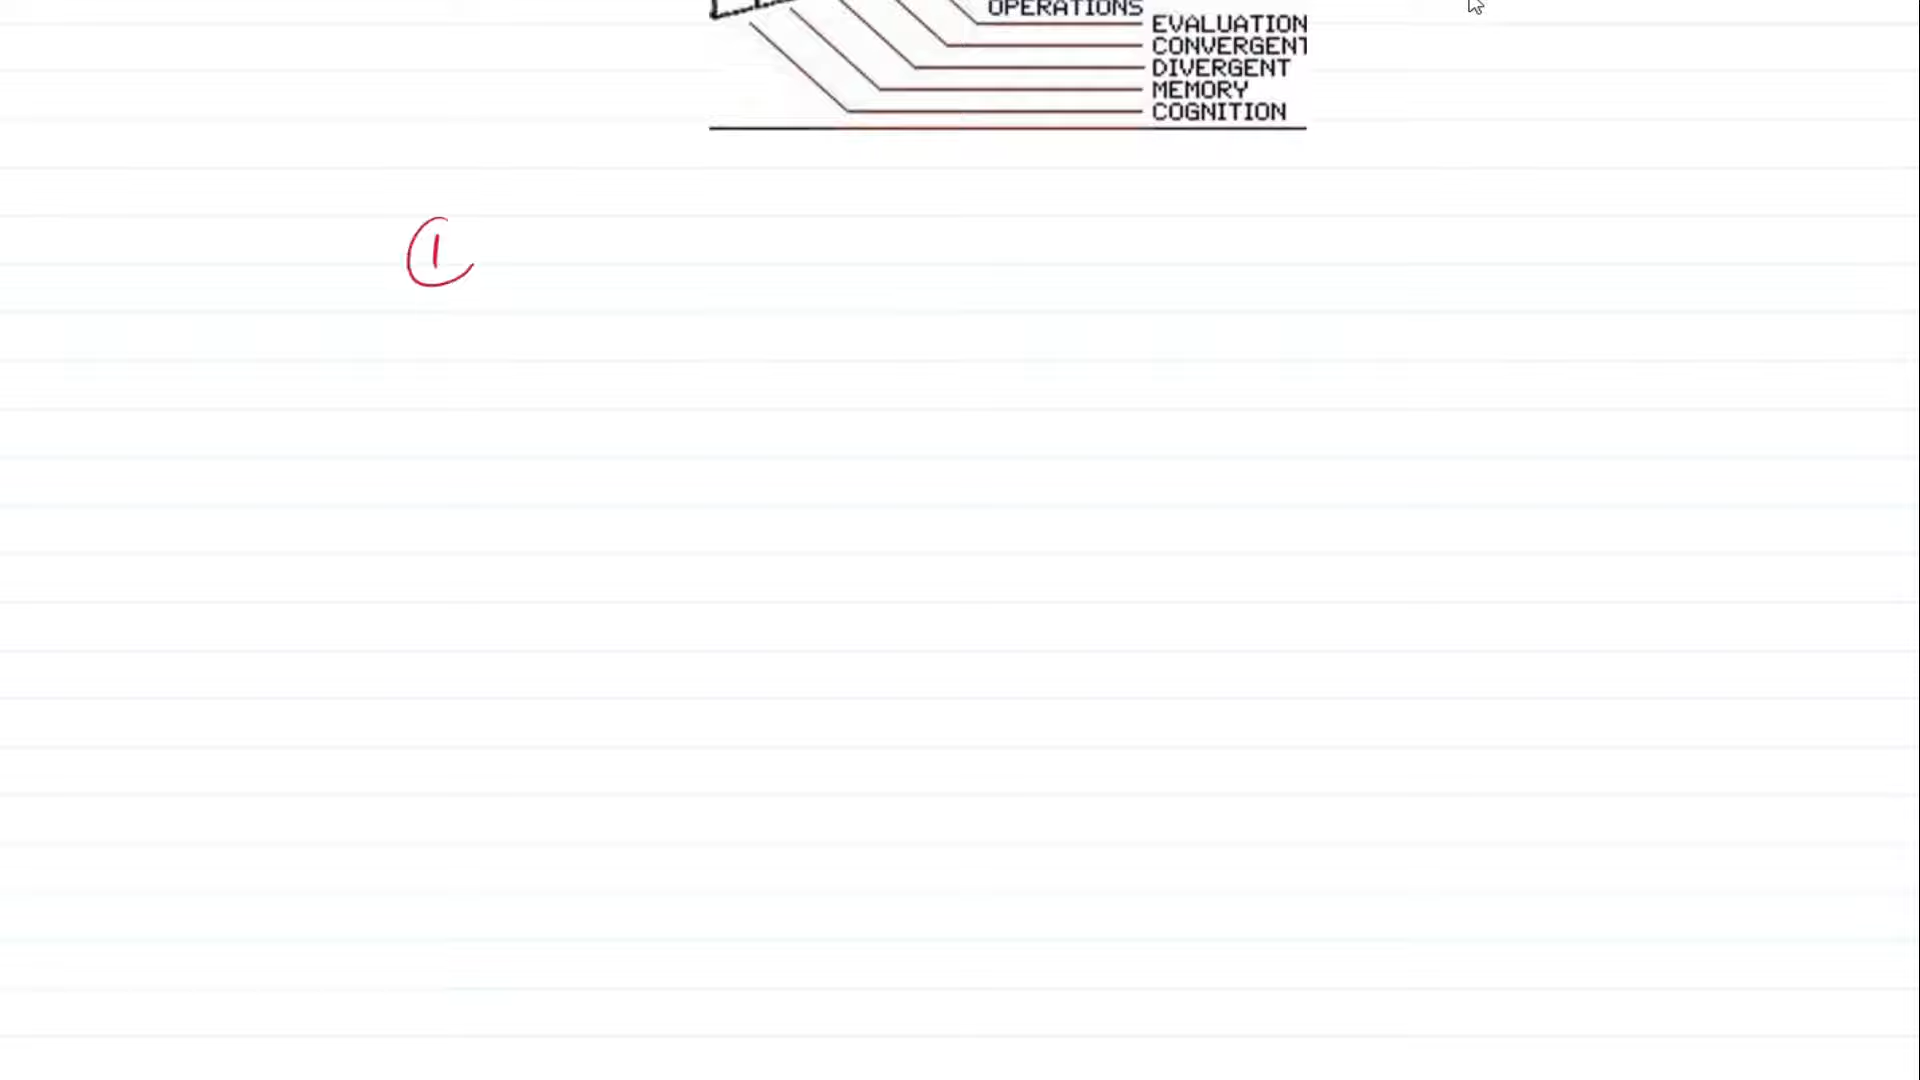 OPERATIONS
EVALUATION
CONVERGENT
DIVERGENT
MEMORY
COGNITION
1